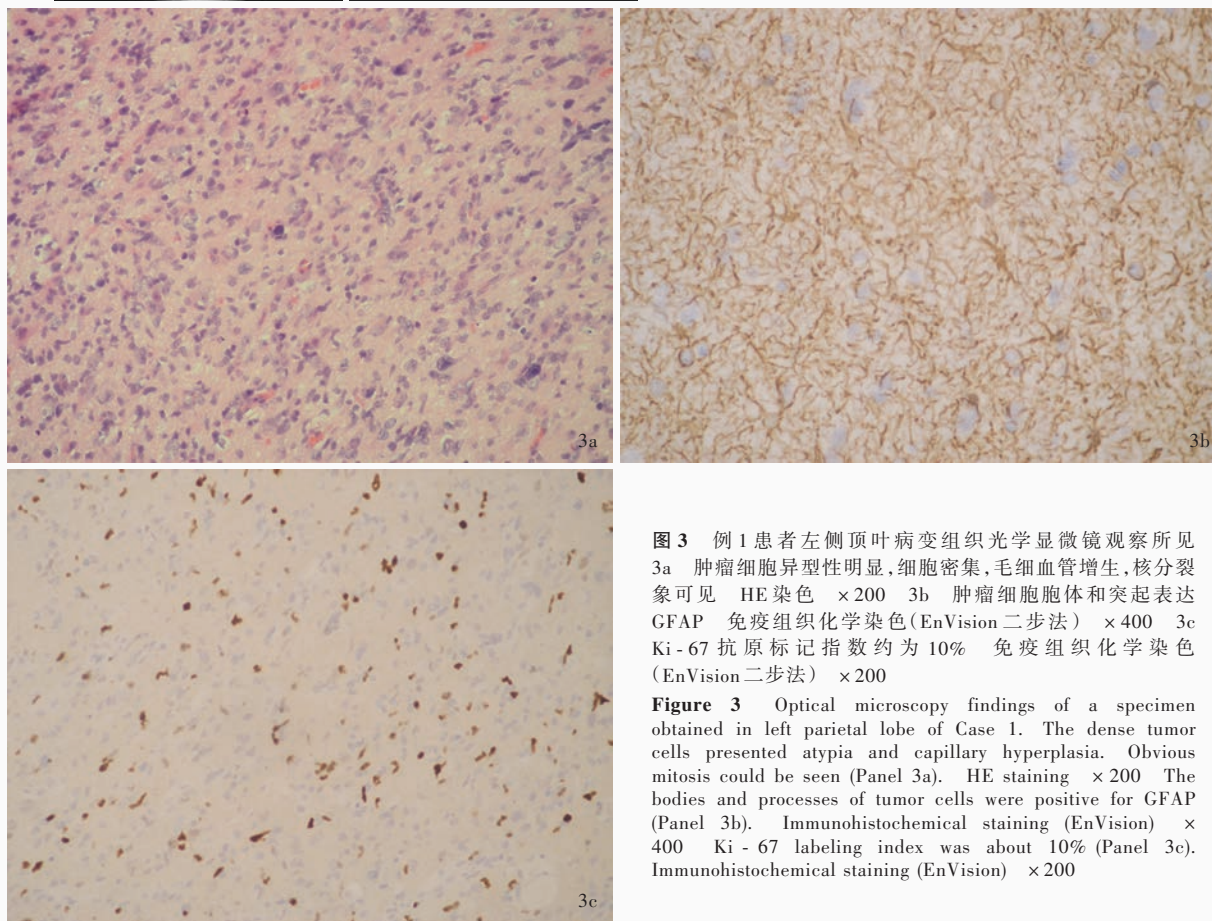 3a
3b
3c
图 3 例 1 患者左侧顶叶病变组织光学显微镜观察所见
3a 肿瘤细胞异型性明显,细胞密集,毛细血管增生,核分裂
象可见 HE 染色 ×200 3b 肿瘤细胞胞体和突起表达
GFAP 免疫组织化学染色(EnVision 二步法) ×400 3c
Ki-67 抗原标记指数约为 10% 免疫组织化学染色
(EnVision 二步法) ×200
Figure 3 Optical microscopy findings of a specimen
obtained in left parietal lobe of Case 1. The dense tumor
cells presented atypia and capillary hyperplasia. Obvious
mitosis could be seen (Panel 3a). HE staining ×200 The
bodies and processes of tumor cells were positive for GFAP
(Panel 3b). Immunohistochemical staining (EnVision) ×
400 Ki-67 labeling index was about 10% (Panel 3c).
Immunohistochemical staining (EnVision) ×200